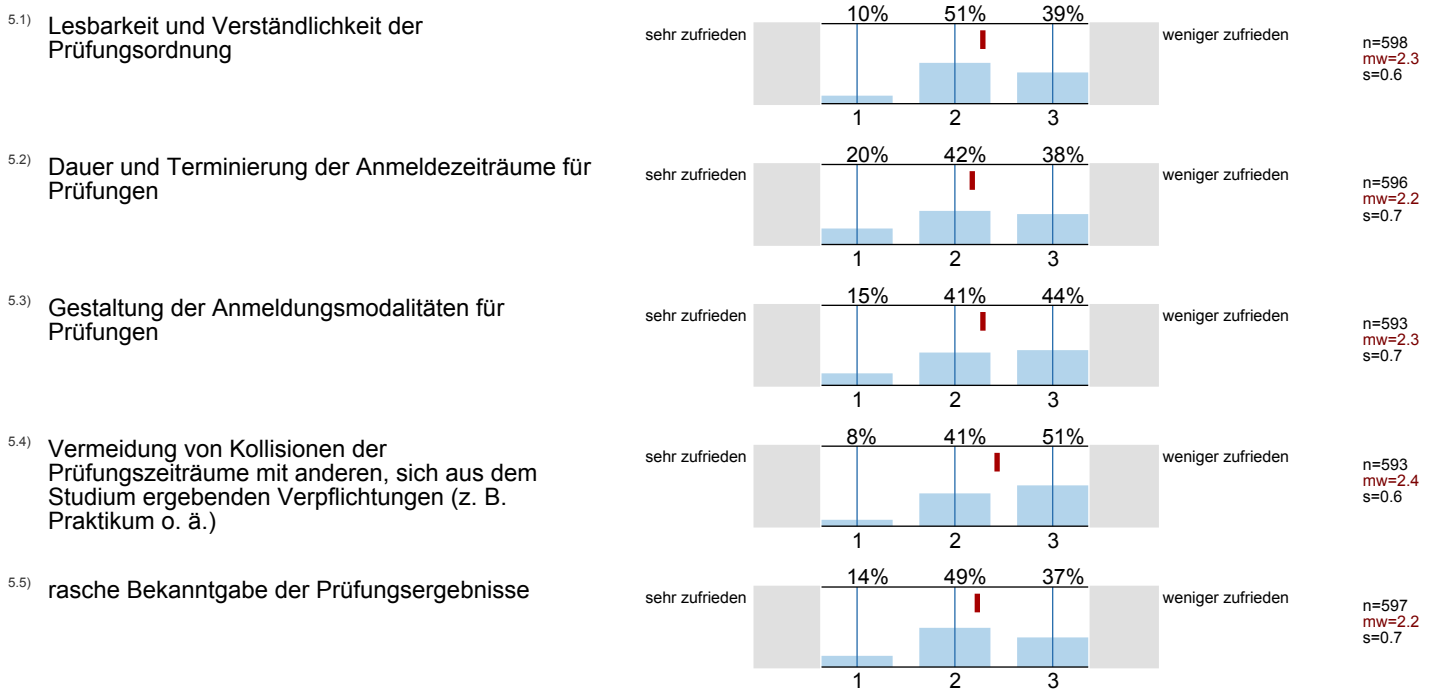 5.1) Lesbarkeit und Verständlichkeit der
Prüfungsordnung
sehr zufrieden
10% 51% 39%
weniger zufrieden
1 2 3
n=598
mw=2.3
s=0.6
5.2) Dauer und Terminierung der Anmeldezeiträume für
Prüfungen
sehr zufrieden
20% 42% 38%
weniger zufrieden
1 2 3
n=596
mw=2.2
s=0.7
5.3) Gestaltung der Anmeldungsmodalitäten für
Prüfungen
sehr zufrieden
15% 41% 44%
weniger zufrieden
1 2 3
n=593
mw=2.3
s=0.7
5.4) Vermeidung von Kollisionen der
Prüfungszeiträume mit anderen, sich aus dem
Studium ergebenden Verpflichtungen (z. B.
Praktikum o. ä.)
sehr zufrieden
8% 41% 51%
weniger zufrieden
1 2 3
n=593
mw=2.4
s=0.6
5.5) rasche Bekanntgabe der Prüfungsergebnisse
sehr zufrieden
14% 49% 37%
weniger zufrieden
1 2 3
n=597
mw=2.2
s=0.7